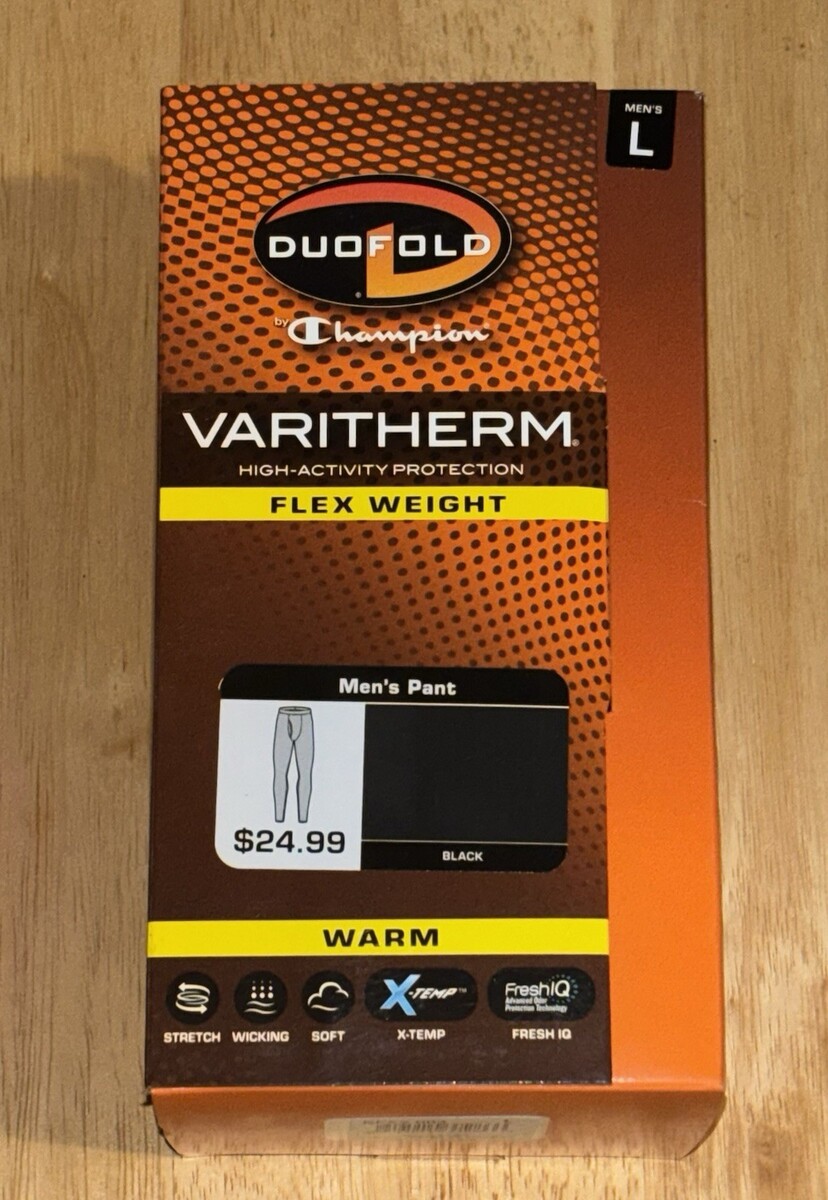 MEN'S
L
DUOFOLD
®
by Champion
VARITHERM®
HIGH-ACTIVITY PROTECTION
FLEX WEIGHT
Men's Pant
$24.99
BLACK
WARM
X-TEMP™
FreshIQ
Advanced Odor
Protection Technology
STRETCH WICKING SOFT X-TEMP FRESH IQ